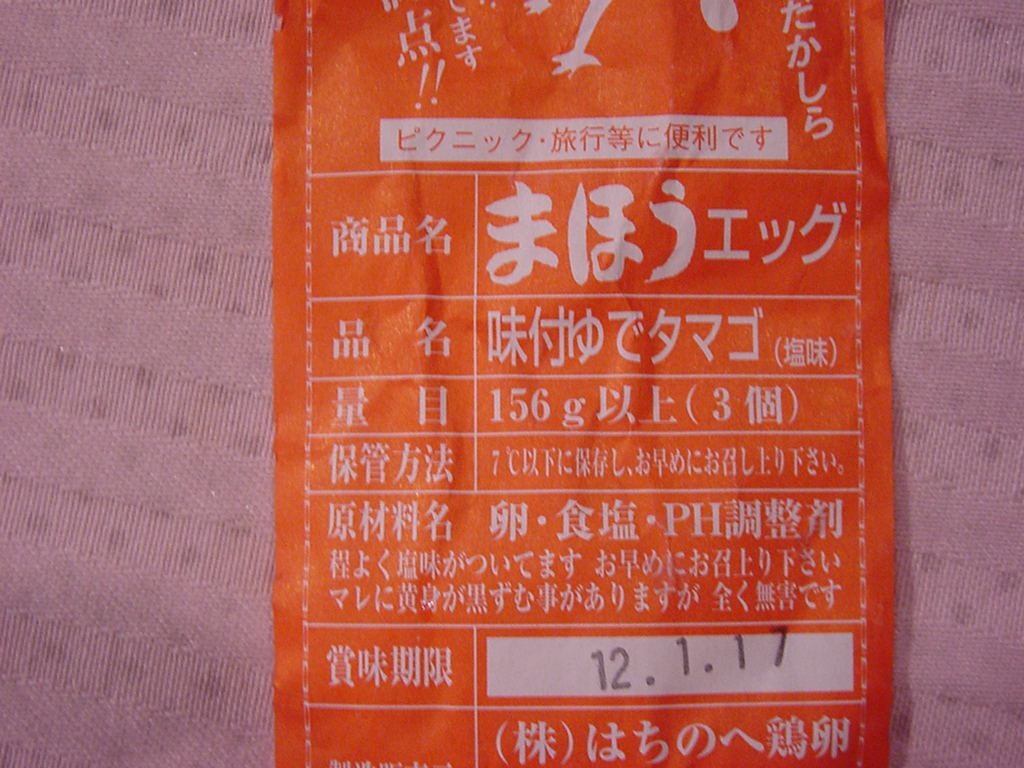 たかしら
てます
点!!
ピクニック・旅行等に便利です
商品名 まほうエッグ
品名 味付ゆでタマゴ(塩味)
量目 156g以上(3個)
保管方法 7℃以下に保存し、お早めにお召し上り下さい。
原材料名 卵・食塩・PH調整剤
程よく塩味がついてます お早めにお召上り下さい
マレに黄身が黒ずむ事がありますが 全く無害です
賞味期限 12.1.17
(株)はちのへ鶏卵